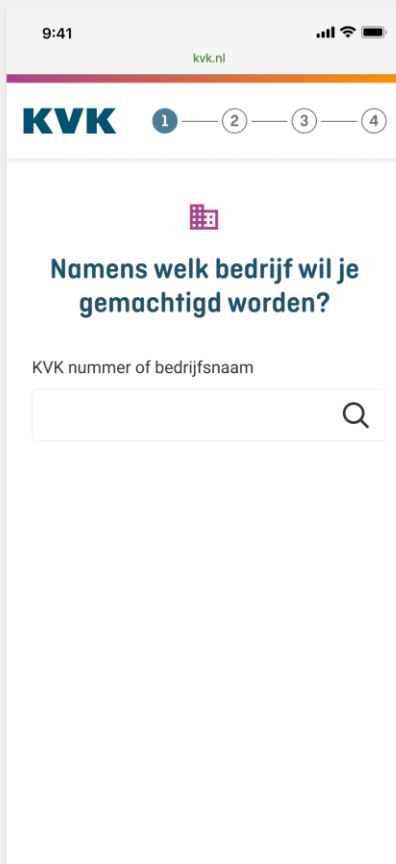 9:41
kvk.nl
KVK 1 2 3 4
Namens welk bedrijf wil je
gemachtigd worden?
KVK nummer of bedrijfsnaam